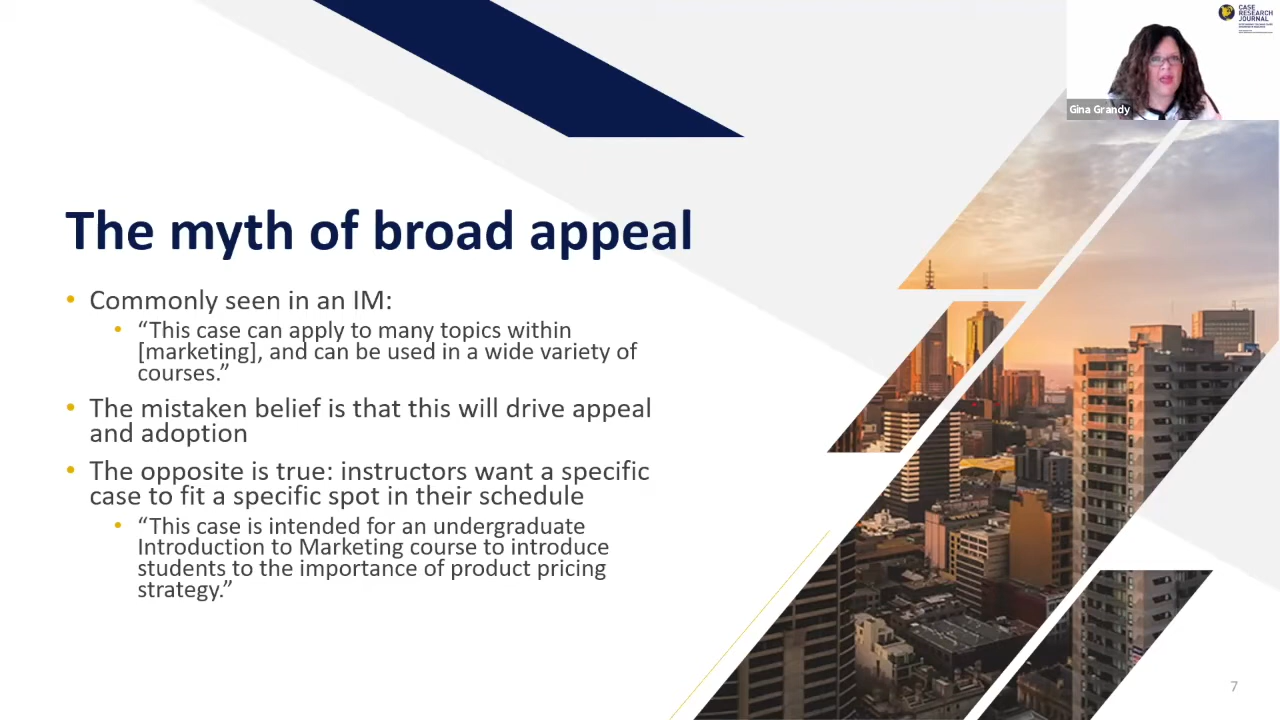 CASE
RESEARCH
JOURNAL
Gina Grandy
The myth of broad appeal
• Commonly seen in an IM:
• “This case can apply to many topics within
[marketing], and can be used in a wide variety of
courses.”
• The mistaken belief is that this will drive appeal
and adoption
• The opposite is true: instructors want a specific
case to fit a specific spot in their schedule
• “This case is intended for an undergraduate
Introduction to Marketing course to introduce
students to the importance of product pricing
strategy.”
7